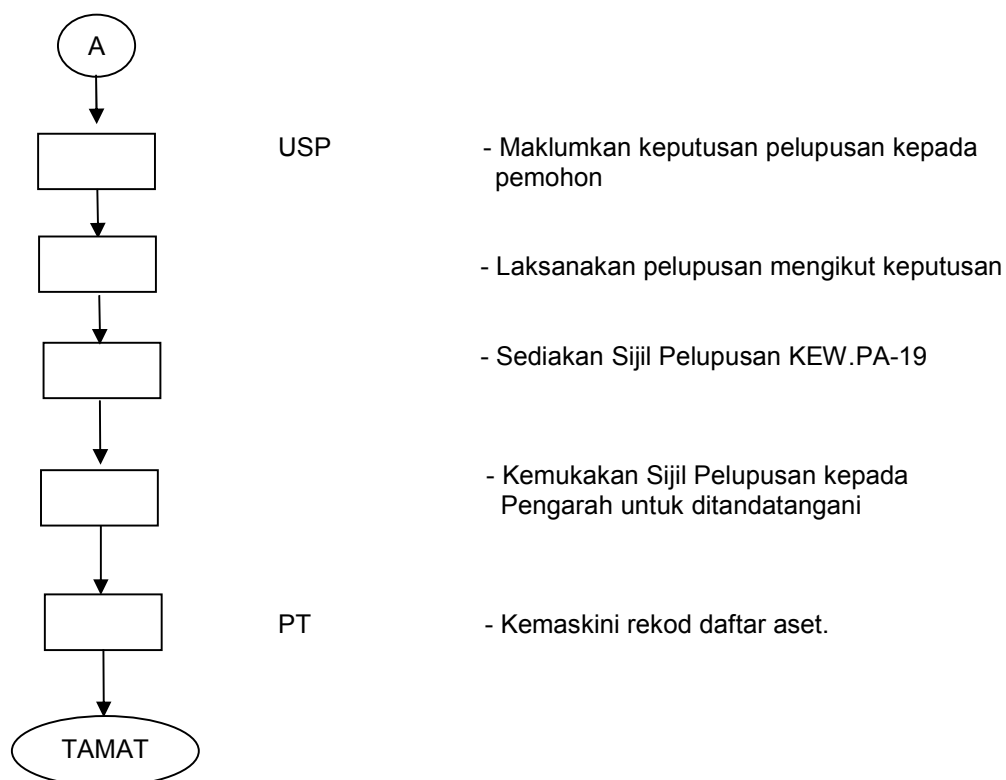 A
USP - Maklumkan keputusan pelupusan kepada
pemohon
- Laksanakan pelupusan mengikut keputusan
- Sediakan Sijil Pelupusan KEW.PA-19
- Kemukakan Sijil Pelupusan kepada
Pengarah untuk ditandatangani
PT - Kemaskini rekod daftar aset.
TAMAT